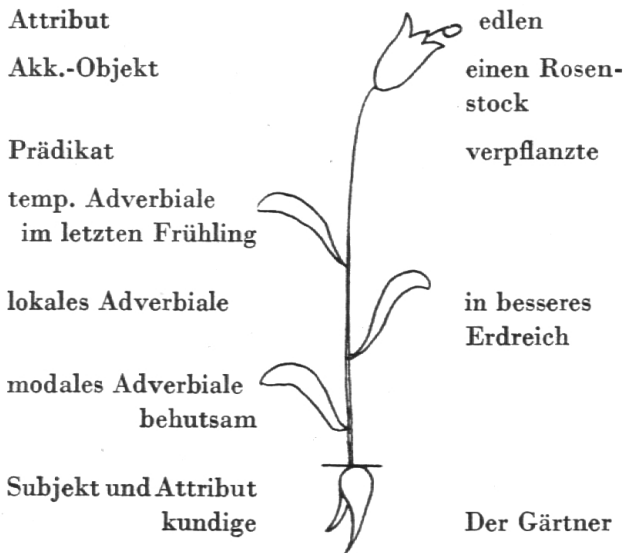 Attribut edlen
Akk.-Objekt einen Rosen-
stock
Prädikat verpflanzte
temp. Adverbiale
im letzten Frühling
lokales Adverbiale in besseres
Erdreich
modales Adverbiale
behutsam
Subjekt und Attribut
kundige Der Gärtner